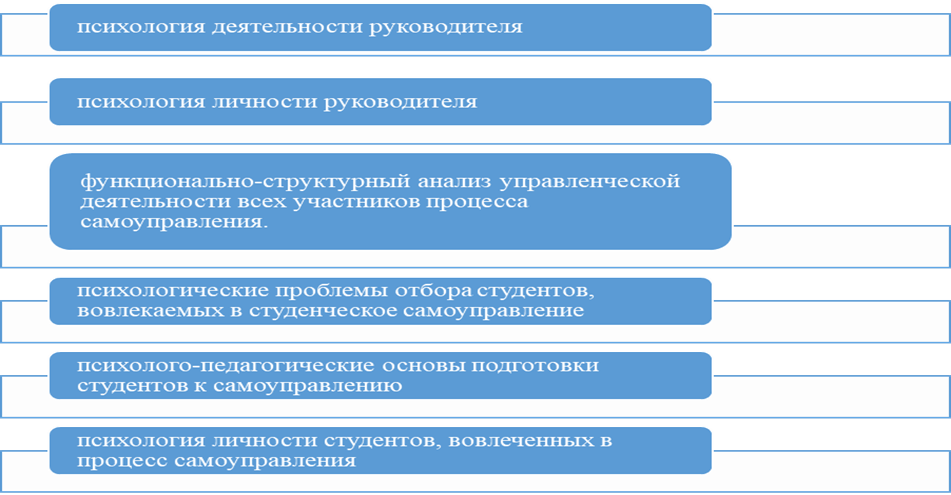 психология деятельности руководителя
психология личности руководителя
функционально-структурный анализ управленческой
деятельности всех участников процесса
самоуправления.
психологические проблемы отбора студентов,
вовлекаемых в студенческое самоуправление
психолого-педагогические основы подготовки
студентов к самоуправлению
психология личности студентов, вовлеченных в
процесс самоуправления